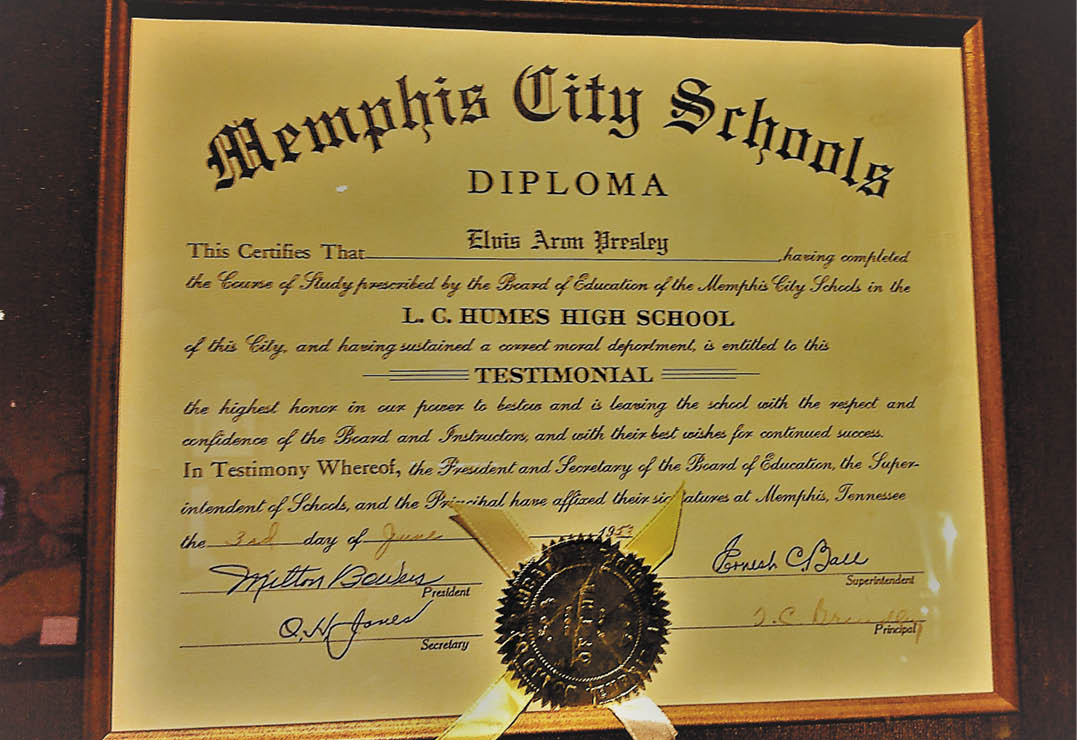 Memphis City Schools
DIPLOMA
This Certifies That Elvis Aron Presley, having completed
the Course of Study prescribed by the Board of Education of the Memphis City Schools in the
L. C. HUMES HIGH SCHOOL
of this City, and having sustained a correct moral deportment, is entitled to this
TESTIMONIAL
the highest honor in our power to bestow and is leaving the school with the respect and
confidence of the Board and Instructors, and with their best wishes for continued success.
In Testimony Whereof, the President and Secretary of the Board of Education, the Super-
intendent of Schools, and the Principal have affixed their signatures at Memphis, Tennessee
the 3rd day of June 1953
Milton Bowers
President
Ernest C. Ball
Superintendent
O. H. Jones
Secretary
T. C. Brindley
Principal